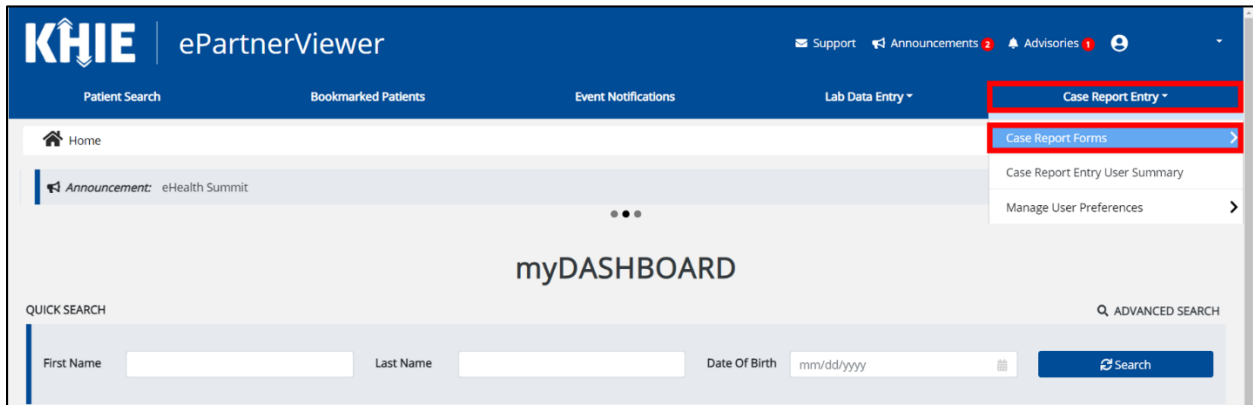 KHIE ePartnerViewer
Support Announcements 2 Advisories 1
Patient Search Bookmarked Patients Event Notifications Lab Data Entry Case Report Entry
Home
Case Report Forms
Case Report Entry User Summary
Announcement: eHealth Summit
Manage User Preferences
myDASHBOARD
QUICK SEARCH ADVANCED SEARCH
First Name Last Name Date Of Birth mm/dd/yyyy Search